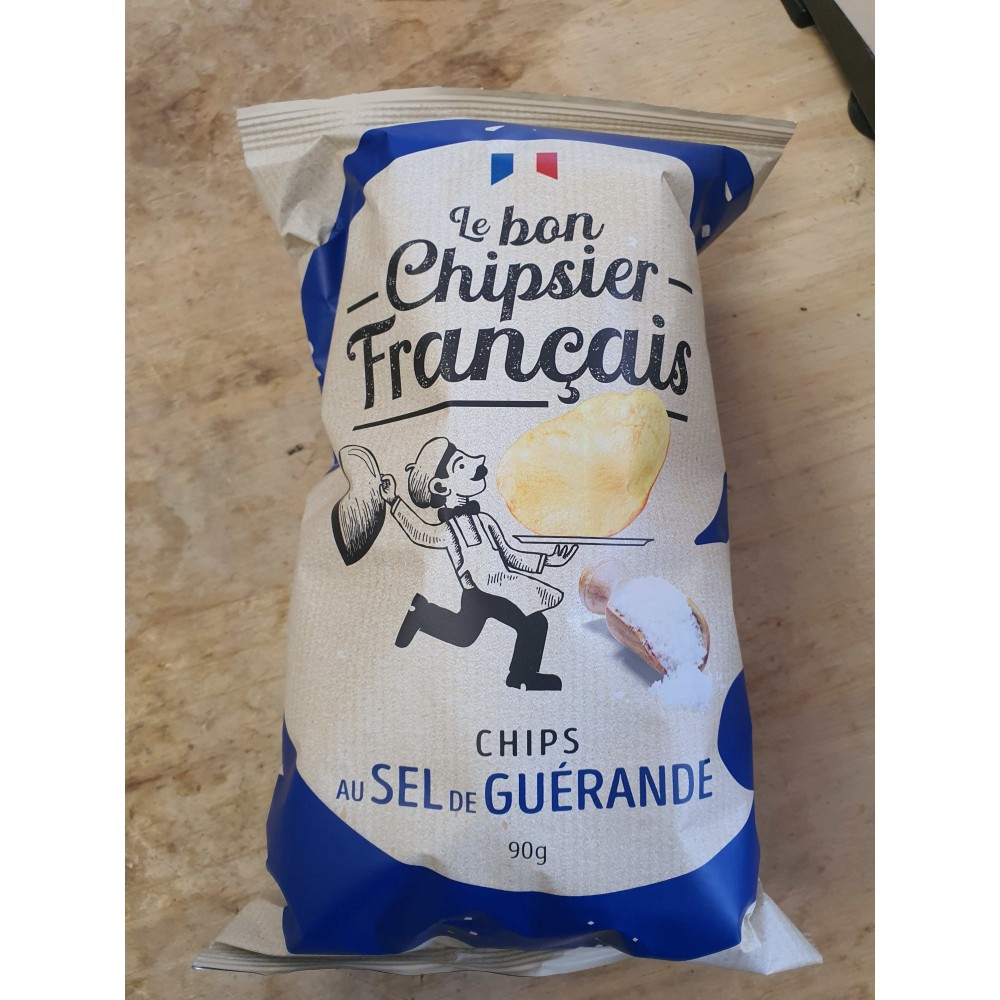 Le bon
Chipsier
Français
CHIPS
AU SEL DE GUÉRANDE
90g